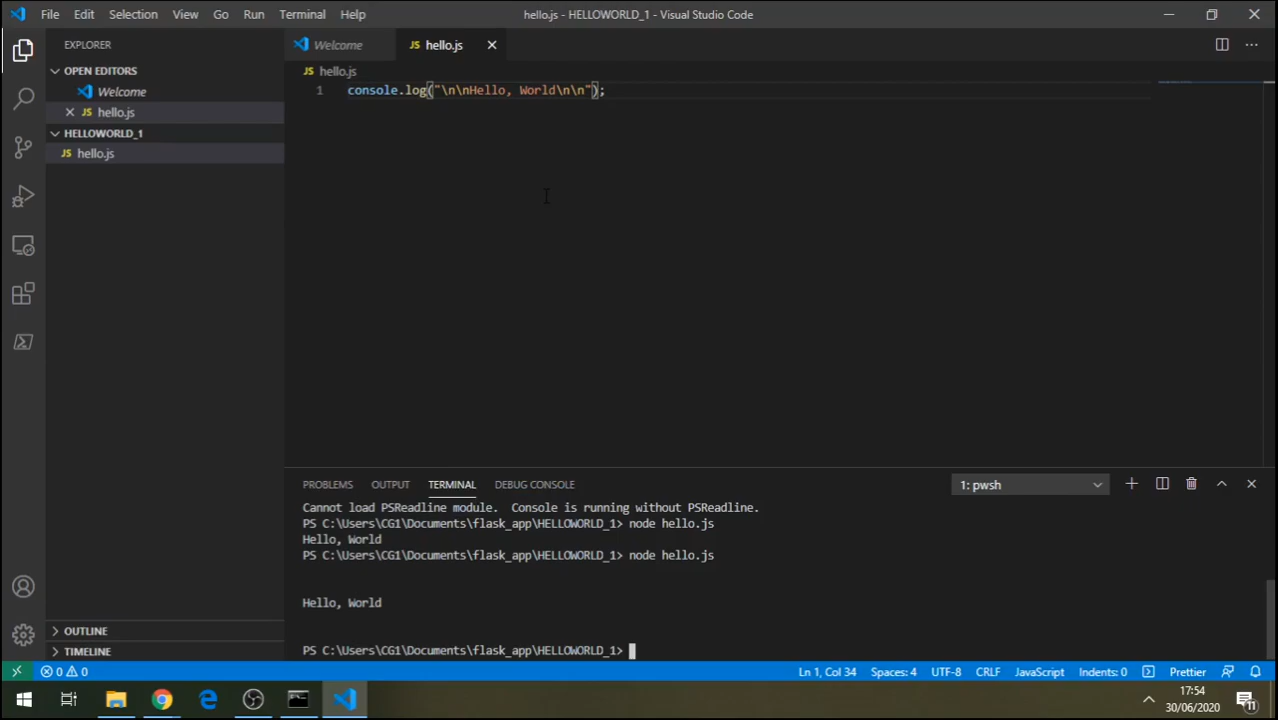 File Edit Selection View Go Run Terminal Help hello.js - HELLOWORLD_1 - Visual Studio Code
EXPLORER
Welcome
JS hello.js
OPEN EDITORS
Welcome
JS hello.js
HELLOWORLD_1
JS hello.js
JS hello.js
1 console.log("\n\nHello, World\n\n");
PROBLEMS OUTPUT TERMINAL DEBUG CONSOLE 1: pwsh
Cannot load PSReadline module. Console is running without PSReadline.
PS C:\Users\CG1\Documents\flask_app\HELLOWORLD_1> node hello.js
Hello, World
PS C:\Users\CG1\Documents\flask_app\HELLOWORLD_1> node hello.js
Hello, World
PS C:\Users\CG1\Documents\flask_app\HELLOWORLD_1>
OUTLINE
TIMELINE
0 0 Ln 1, Col 34 Spaces: 4 UTF-8 CRLF JavaScript Indents: 0 Prettier
17:54
30/06/2020
11